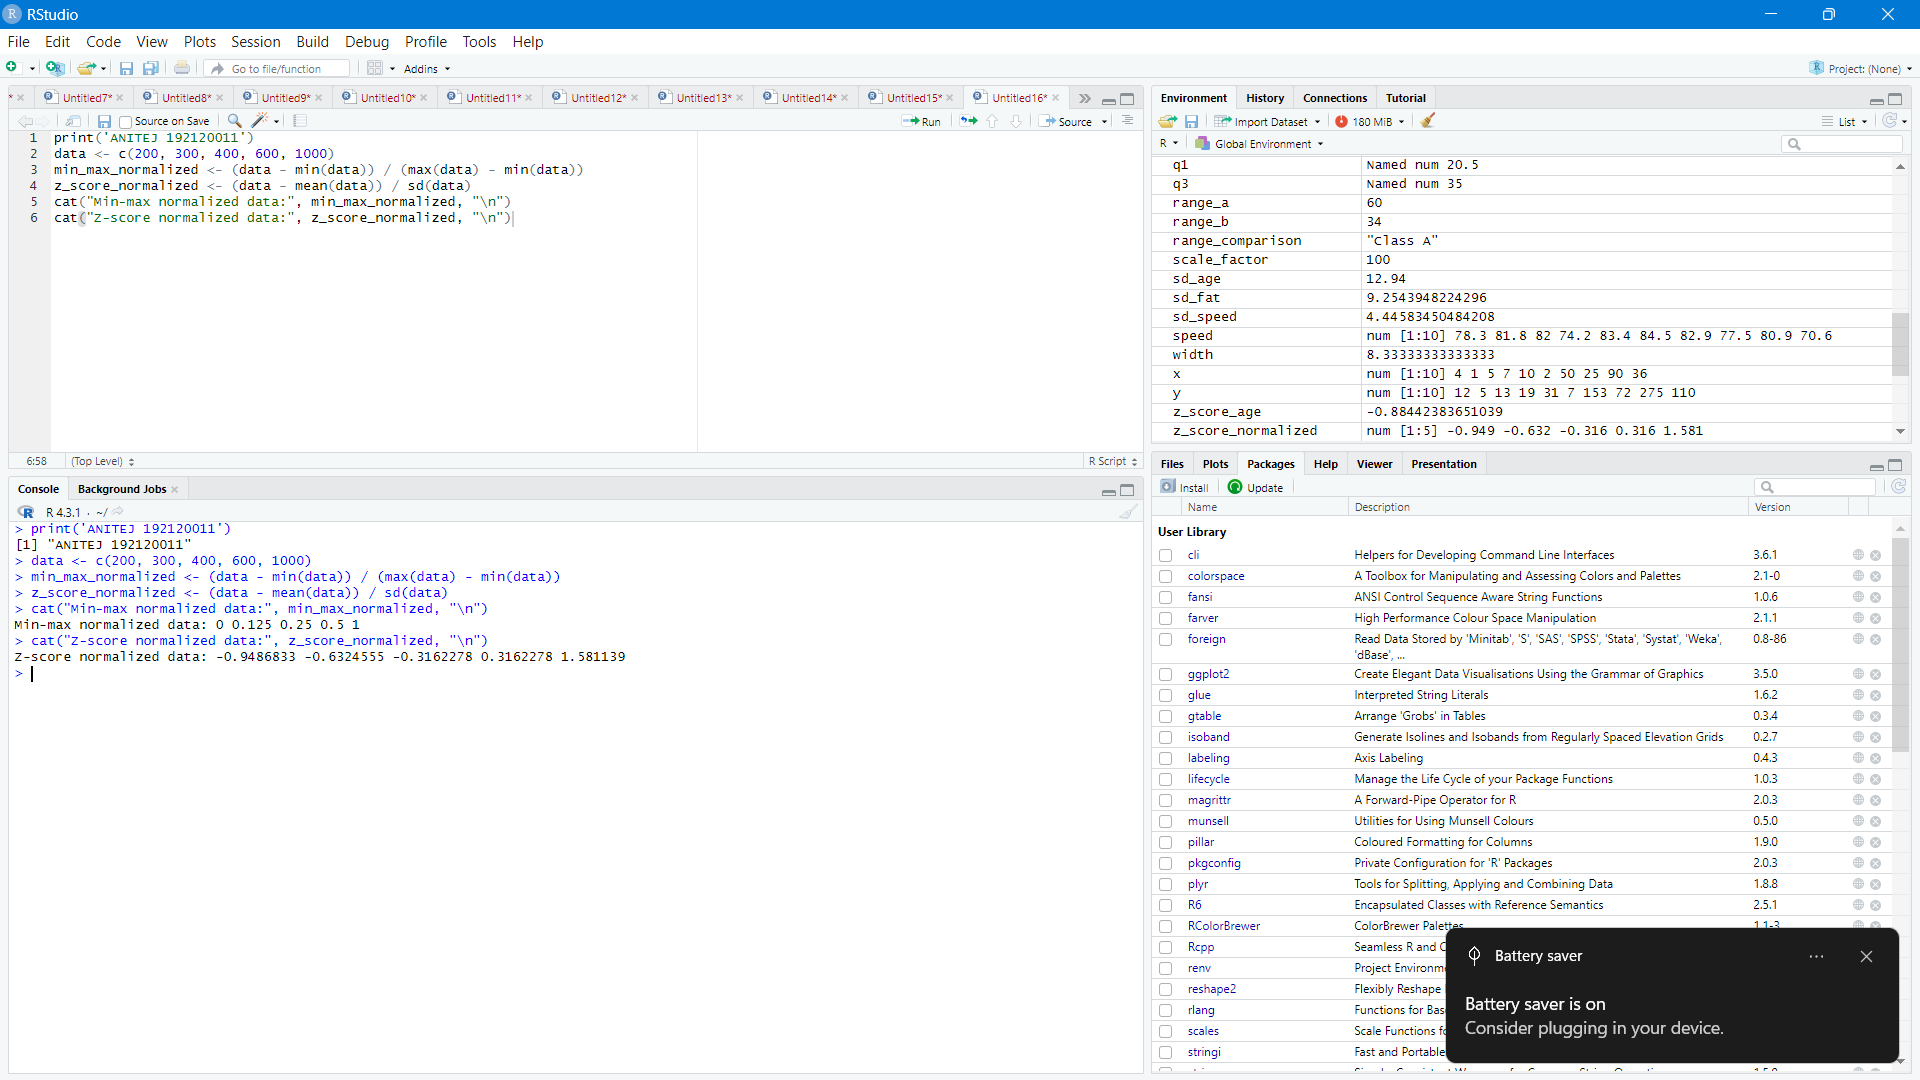 RStudio
File Edit Code View Plots Session Build Debug Profile Tools Help
Go to file/function Addins Project: (None)
Untitled7* Untitled8* Untitled9* Untitled10* Untitled11* Untitled12* Untitled13* Untitled14* Untitled15* Untitled16*
Source on Save Run Source
1 print('ANITEJ 192120011')
2 data <- c(200, 300, 400, 600, 1000)
3 min_max_normalized <- (data - min(data)) / (max(data) - min(data))
4 z_score_normalized <- (data - mean(data)) / sd(data)
5 cat("Min-max normalized data:", min_max_normalized, "\n")
6 cat("Z-score normalized data:", z_score_normalized, "\n")
6:58 (Top Level) R Script
Console Background Jobs
R 4.3.1 · ~/
> print('ANITEJ 192120011')
[1] "ANITEJ 192120011"
> data <- c(200, 300, 400, 600, 1000)
> min_max_normalized <- (data - min(data)) / (max(data) - min(data))
> z_score_normalized <- (data - mean(data)) / sd(data)
> cat("Min-max normalized data:", min_max_normalized, "\n")
Min-max normalized data: 0 0.125 0.25 0.5 1
> cat("Z-score normalized data:", z_score_normalized, "\n")
Z-score normalized data: -0.9486833 -0.6324555 -0.3162278 0.3162278 1.581139
>
Environment History Connections Tutorial
Import Dataset 180 MiB List
R Global Environment
q1 Named num 20.5
q3 Named num 35
range_a 60
range_b 34
range_comparison "Class A"
scale_factor 100
sd_age 12.94
sd_fat 9.2543948224296
sd_speed 4.44583450484208
speed num [1:10] 78.3 81.8 82 74.2 83.4 84.5 82.9 77.5 80.9 70.6
width 8.33333333333333
x num [1:10] 4 1 5 7 10 2 50 25 90 36
y num [1:10] 12 5 13 19 31 7 153 72 275 110
z_score_age -0.88442383651039
z_score_normalized num [1:5] -0.949 -0.632 -0.316 0.316 1.581
Files Plots Packages Help Viewer Presentation
Install Update
Name Description Version
User Library
cli Helpers for Developing Command Line Interfaces 3.6.1
colorspace A Toolbox for Manipulating and Assessing Colors and Palettes 2.1-0
fansi ANSI Control Sequence Aware String Functions 1.0.6
farver High Performance Colour Space Manipulation 2.1.1
foreign Read Data Stored by 'Minitab', 'S', 'SAS', 'SPSS', 'Stata', 'Systat', 'Weka', 0.8-86
'dBase', ...
ggplot2 Create Elegant Data Visualisations Using the Grammar of Graphics 3.5.0
glue Interpreted String Literals 1.6.2
gtable Arrange 'Grobs' in Tables 0.3.4
isoband Generate Isolines and Isobands from Regularly Spaced Elevation Grids 0.2.7
labeling Axis Labeling 0.4.3
lifecycle Manage the Life Cycle of your Package Functions 1.0.3
magrittr A Forward-Pipe Operator for R 2.0.3
munsell Utilities for Using Munsell Colours 0.5.0
pillar Coloured Formatting for Columns 1.9.0
pkgconfig Private Configuration for 'R' Packages 2.0.3
plyr Tools for Splitting, Applying and Combining Data 1.8.8
R6 Encapsulated Classes with Reference Semantics 2.5.1
RColorBrewer ColorBrewer Palettes 1.1-3
Rcpp Seamless R and
renv Project
reshape2 Flexibly Reshape
rlang Functions for
scales Scale Functions
stringi Fast and Portable
Battery saver
Battery saver is on
Consider plugging in your device.